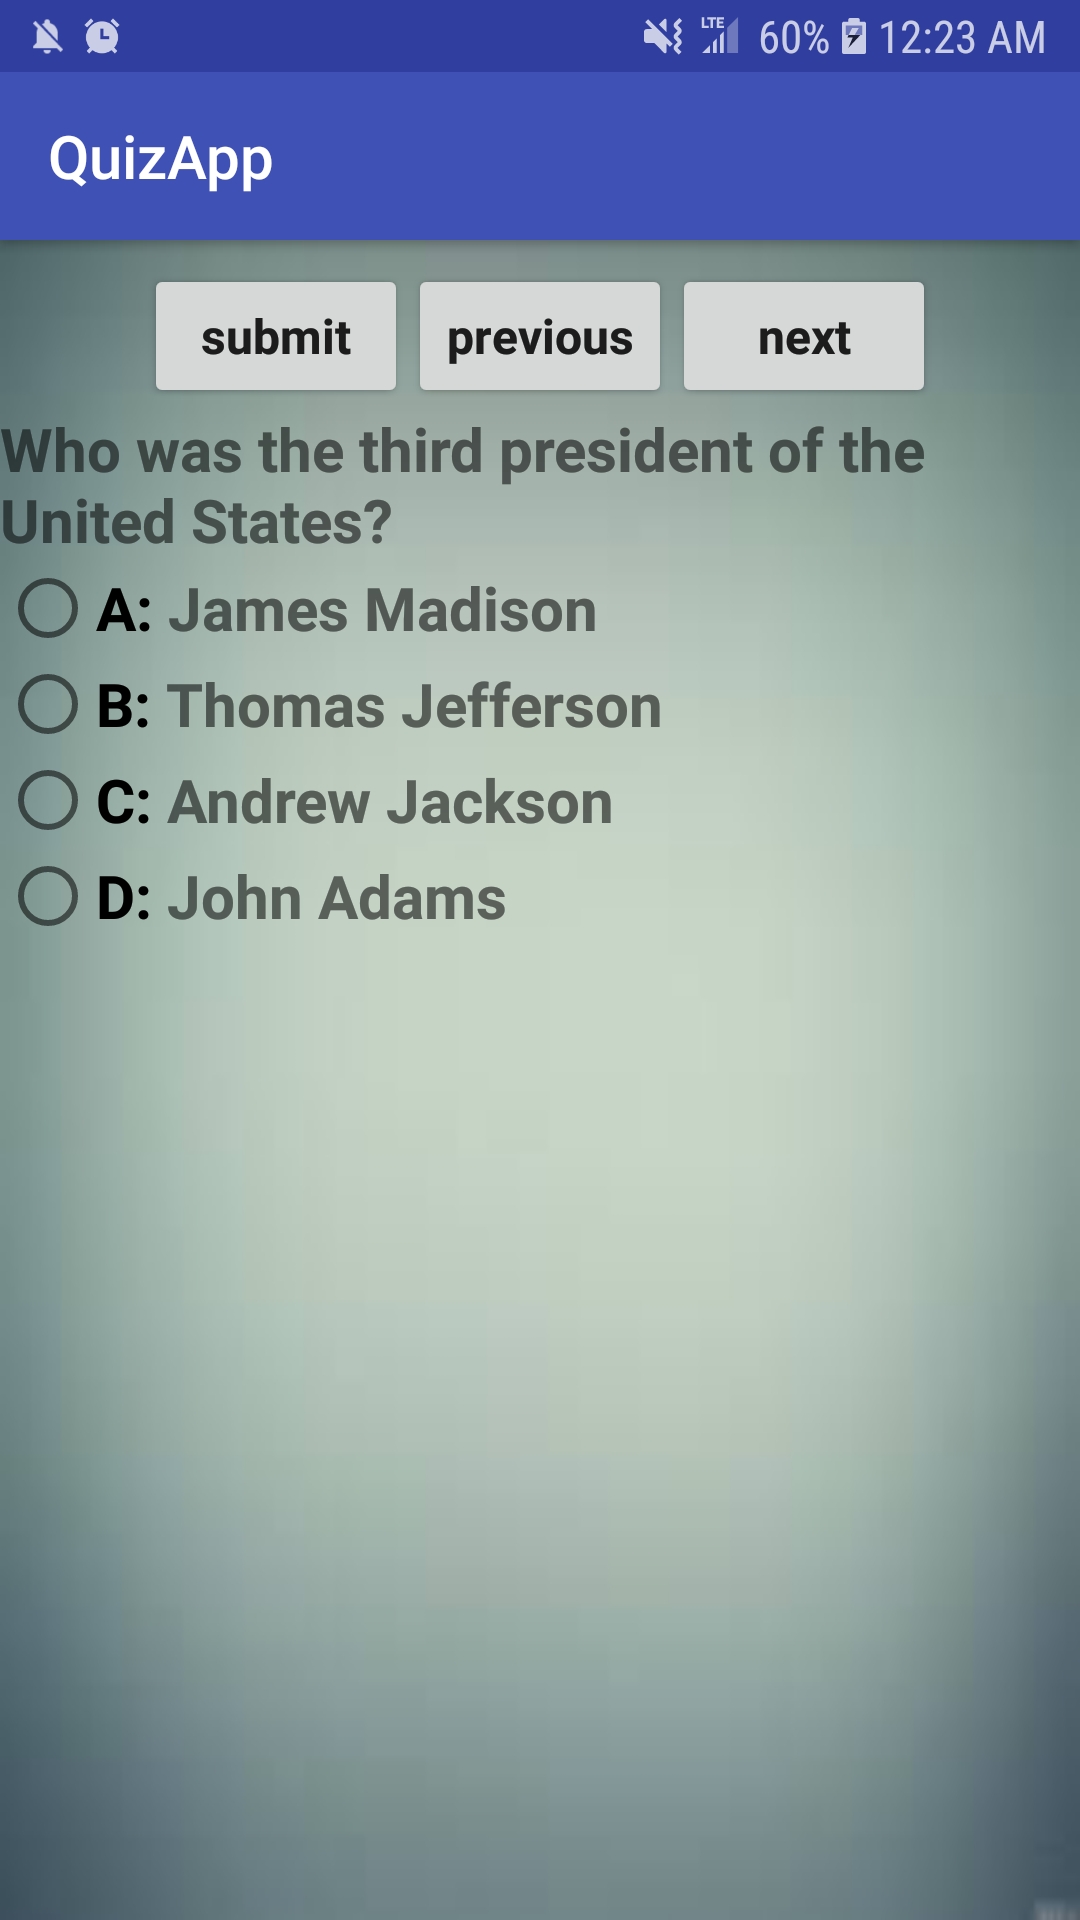 LTE 60% 12:23 AM
QuizApp
submit previous next
Who was the third president of the
United States?
A: James Madison
B: Thomas Jefferson
C: Andrew Jackson
D: John Adams